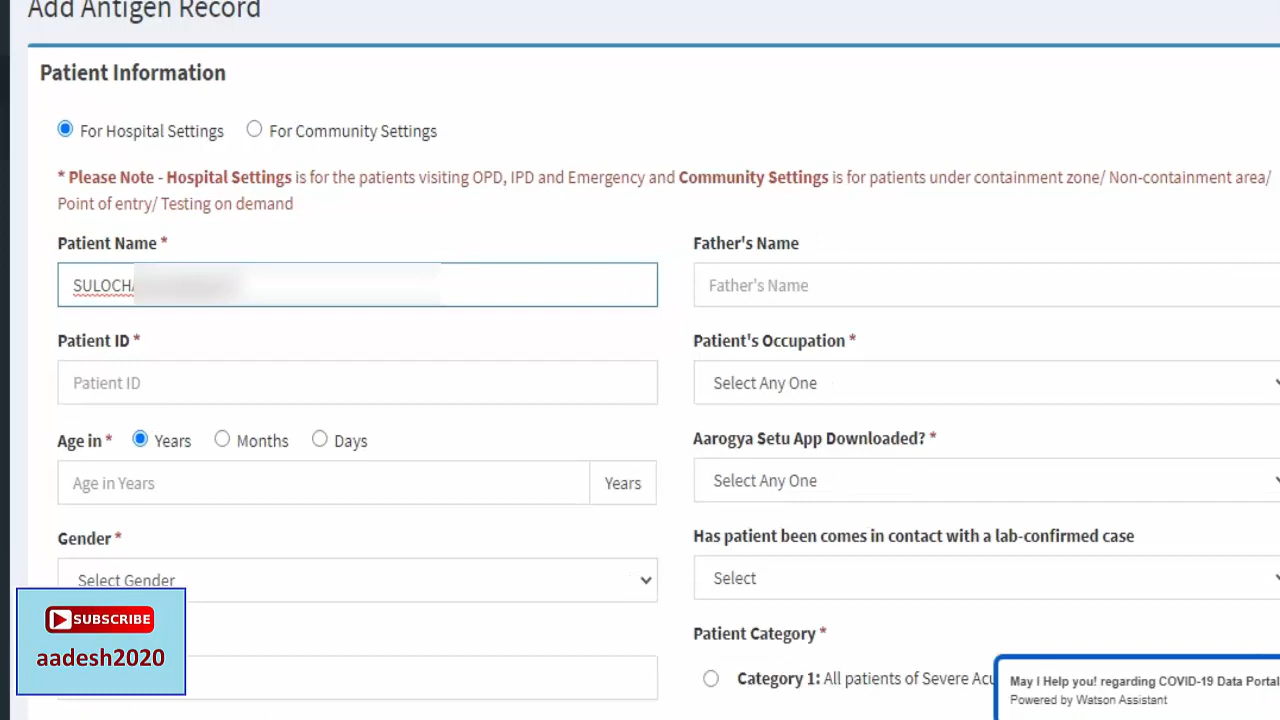 Add Antigen Record
Patient Information
For Hospital Settings For Community Settings
* Please Note - Hospital Settings is for the patients visiting OPD, IPD and Emergency and Community Settings is for patients under containment zone/ Non-containment area/
Point of entry/ Testing on demand
Patient Name * Father's Name
SULOCHA Father's Name
Patient ID * Patient's Occupation *
Patient ID Select Any One
Age in * Years Months Days Aarogya Setu App Downloaded? *
Age in Years Years Select Any One
Gender * Has patient been comes in contact with a lab-confirmed case
Select Gender Select
SUBSCRIBE
aadesh2020
Patient Category *
Category 1: All patients of Severe Acu
May I Help you! regarding COVID-19 Data Portal
Powered by Watson Assistant